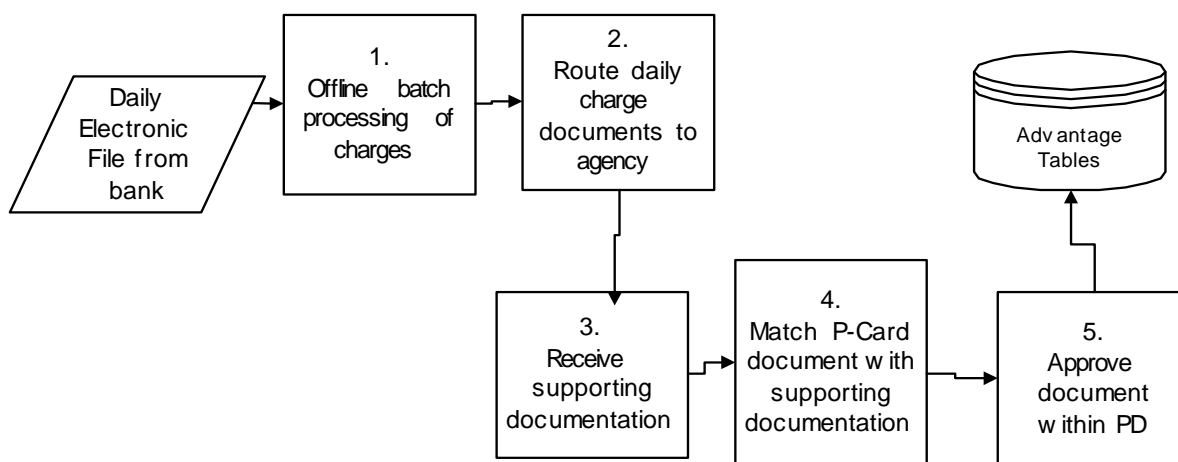 Daily
Electronic
File from
bank
1.
Offline batch
processing of
charges
2.
Route daily
charge
documents to
agency
3.
Receive
supporting
documentation
4.
Match P-Card
document with
supporting
documentation
5.
Approve
document
within PD
Advantage
Tables